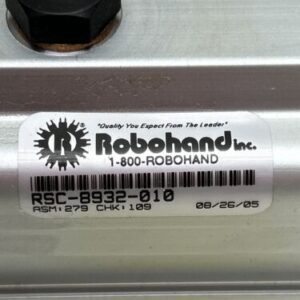 "Quality You Expect From The Leader"
R Robohand Inc.
1-800-ROBOHAND
RSC-8932-010
ASM:279 CHK:109 08/26/05